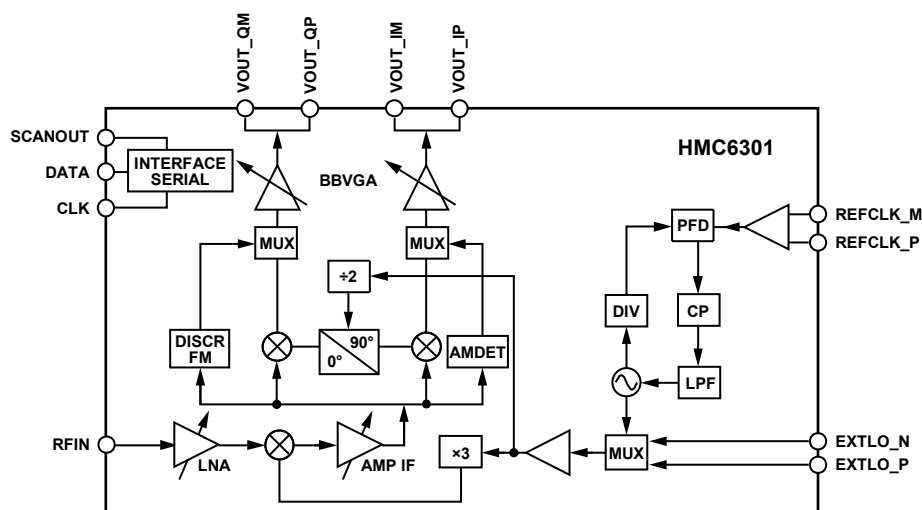 VOUT_QM
VOUT_QP
VOUT_IM
VOUT_IP
HMC6301
SCANOUT
DATA
CLK
INTERFACE
SERIAL
BBVGA
MUX
MUX
÷2
PFD
REFCLK_M
REFCLK_P
DIV
CP
DISCR
FM
90°
0°
AMDET
LPF
RFIN
LNA
AMP IF
×3
MUX
EXTLO_N
EXTLO_P